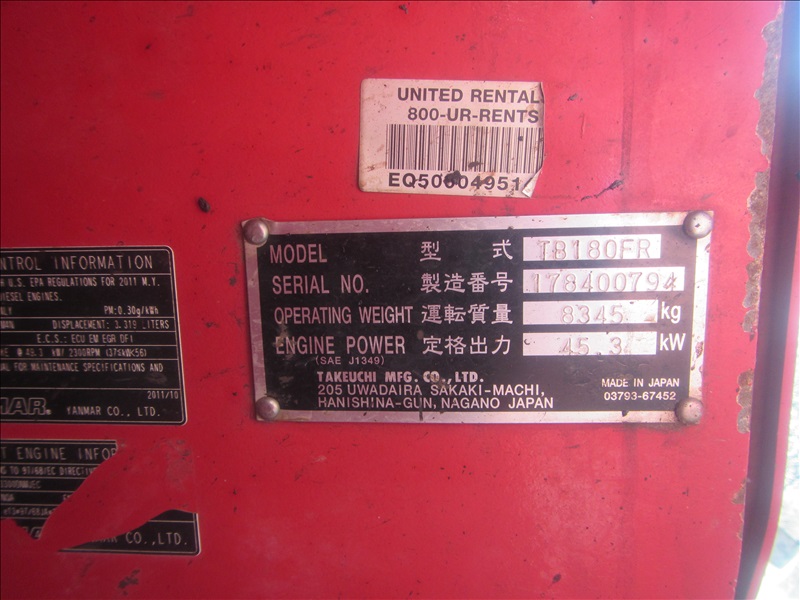 UNITED RENTALS
800-UR-RENTS
MODEL 型式 TB180FR
SERIAL NO. 製造番号 178400794
OPERATING WEIGHT 運転質量 8345 kg
ENGINE POWER 定格出力 45.3 kW
(SAE J1349)
TAKEUCHI MFG. CO., LTD.
205 UWADAIRA SAKAKI-MACHI,
HANISHINA-GUN, NAGANO JAPAN
MADE IN JAPAN
03793-67452
NTROL INFORMATION
U.S. EPA REGULATIONS FOR 2011 M.Y.
IESEL ENGINES.
PM:0.30g/kWh
DISPLACEMENT: 3.319 LITERS
E.C.S.: ECU EM EGR DFI
2300RPM
FOR MAINTENANCE SPECIFICATIONS AND
2011/10
MAR. YANMAR CO., LTD.
T ENGINE INFOR
CO.,LTD.